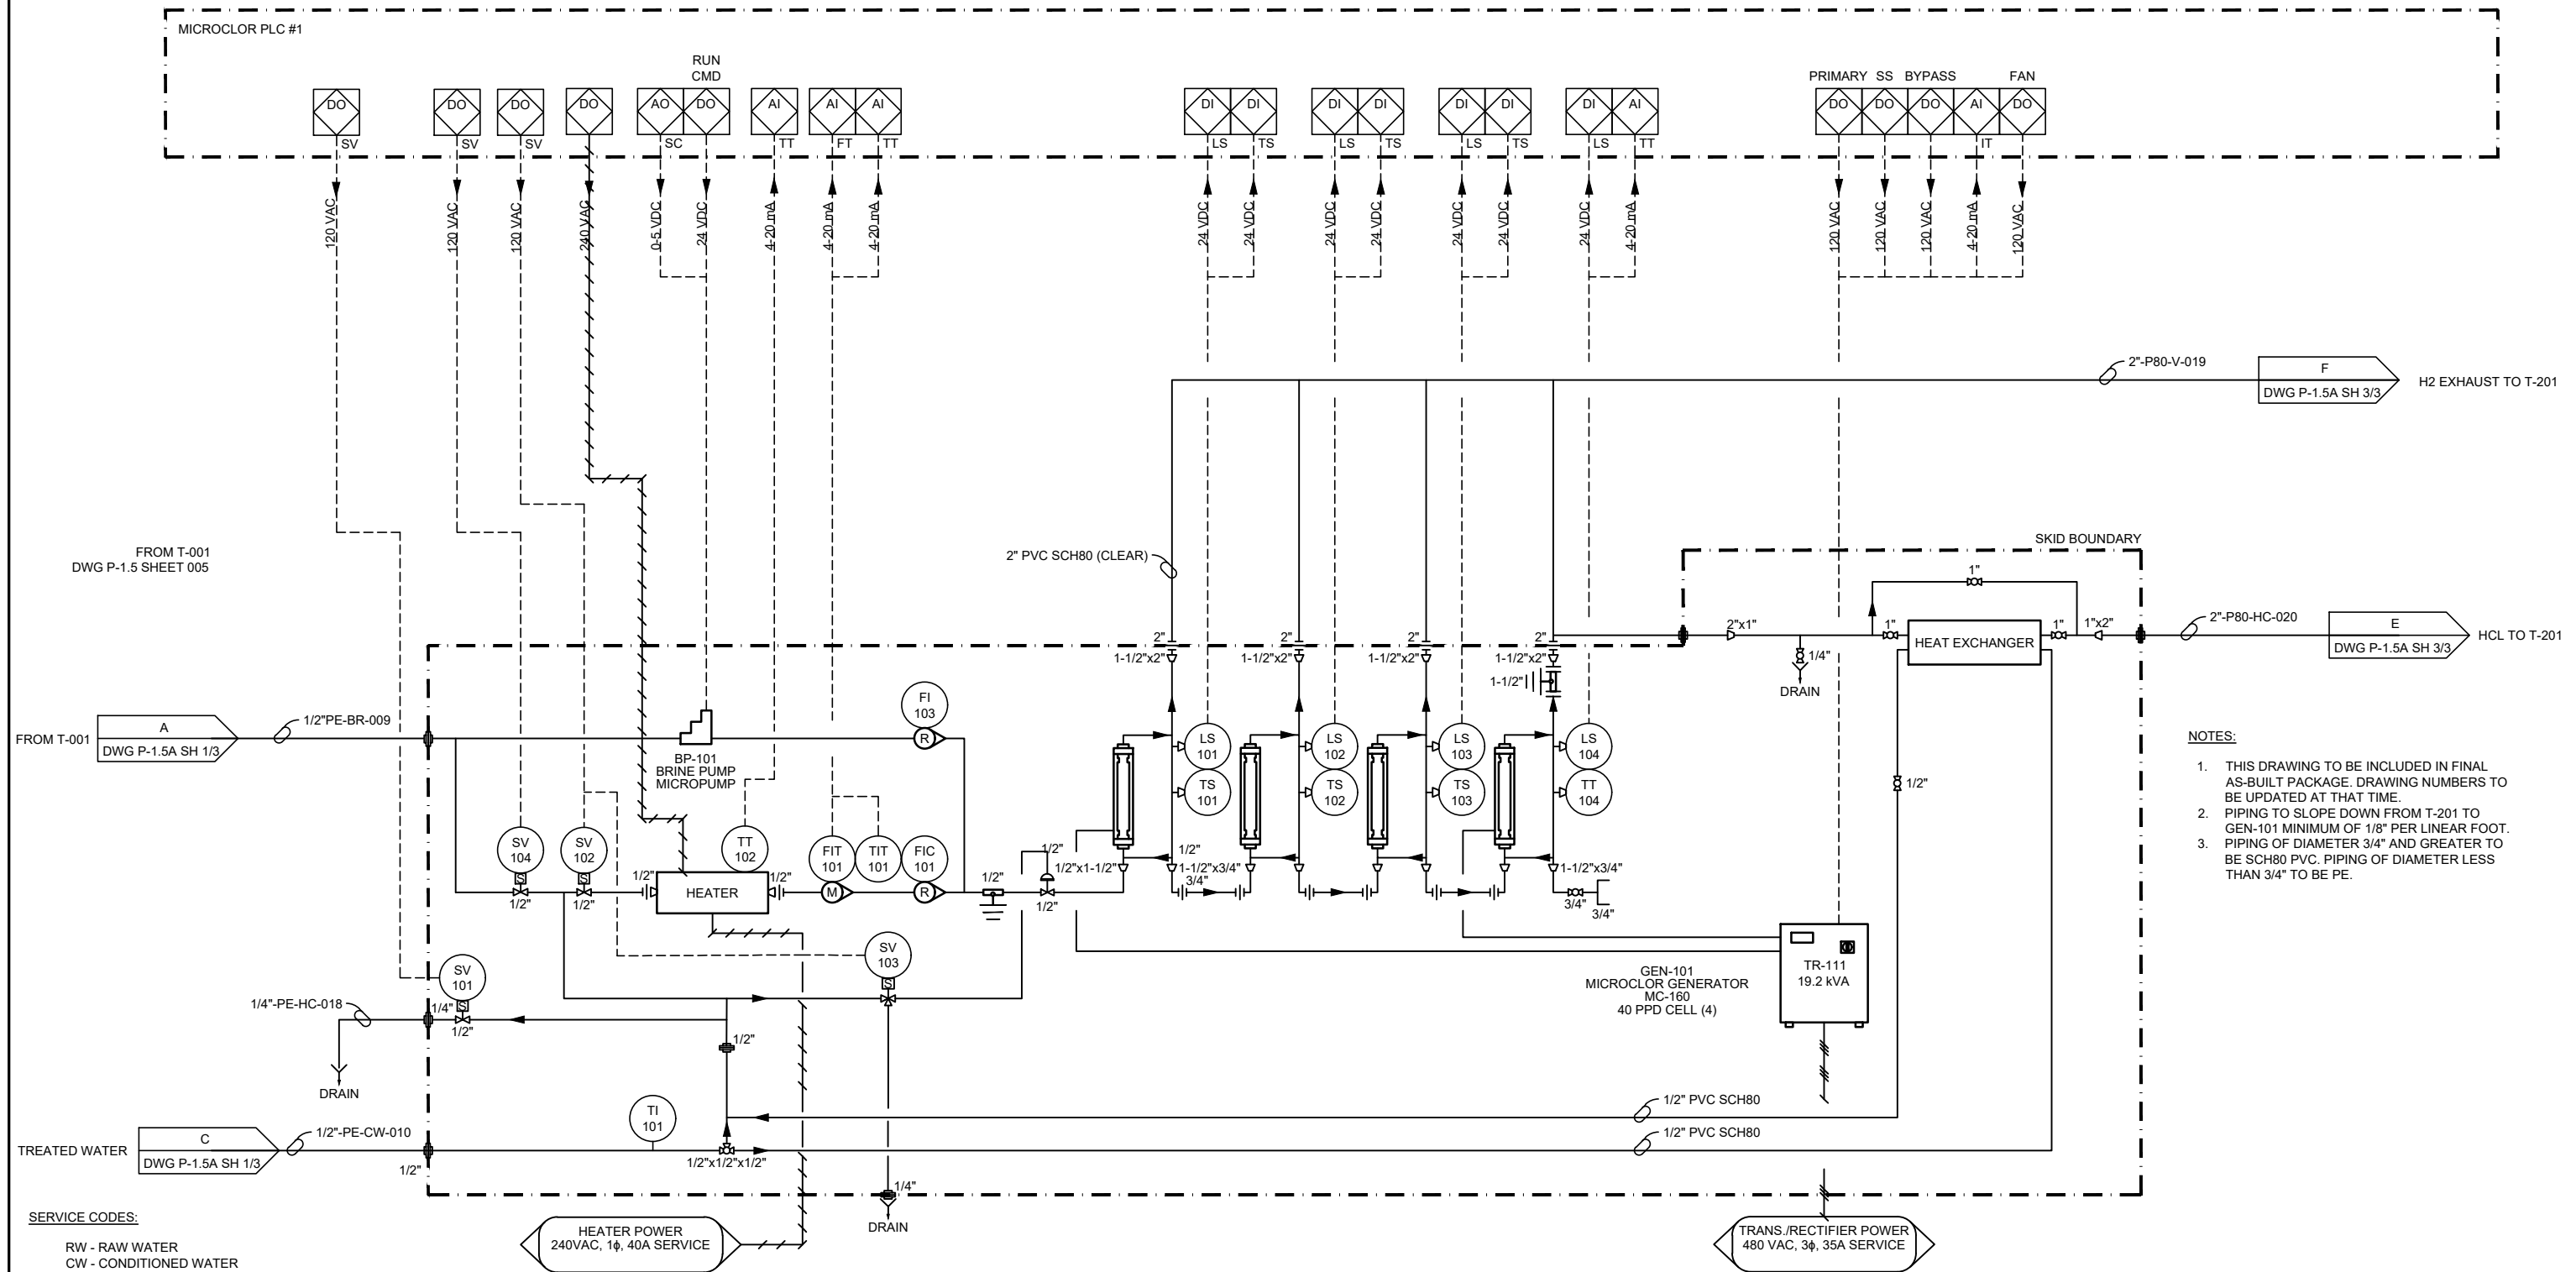 MICROCLOR PLC #1
RUN
CMD
PRIMARY SS BYPASS FAN
DO
DO
DO
DO
AO
DO
AI
AI
AI
DI
DI
DI
DI
DI
DI
DI
AI
DO
DO
DO
AI
DO
SV
SV
SV
SC
TT
FT
TT
LS
TS
LS
TS
LS
TS
LS
TT
IT
120 VAC
120 VAC
120 VAC
240 VAC
0-5 VDC
24 VDC
4-20 mA
4-20 mA
4-20 mA
24 VDC
24 VDC
24 VDC
24 VDC
24 VDC
24 VDC
24 VDC
4-20 mA
120 VAC
120 VAC
120 VAC
4-20 mA
120 VAC
2"-P80-V-019
F
DWG P-1.5A SH 3/3
H2 EXHAUST TO T-201
FROM T-001
DWG P-1.5 SHEET 005
2" PVC SCH80 (CLEAR)
SKID BOUNDARY
1"
2"x1"
1"
HEAT EXCHANGER
1"
1"x2"
1/4"
DRAIN
2"-P80-HC-020
E
DWG P-1.5A SH 3/3
HCL TO T-201
2"
2"
2"
2"
1-1/2"x2"
1-1/2"x2"
1-1/2"x2"
1-1/2"x2"
1-1/2"
FROM T-001
A
DWG P-1.5A SH 1/3
1/2"PE-BR-009
BP-101
BRINE PUMP
MICROPUMP
FI
103
R
LS
101
TS
101
LS
102
TS
102
LS
103
TS
103
LS
104
TT
104
1/2"
NOTES:
1. THIS DRAWING TO BE INCLUDED IN FINAL
AS-BUILT PACKAGE. DRAWING NUMBERS TO
BE UPDATED AT THAT TIME.
2. PIPING TO SLOPE DOWN FROM T-201 TO
GEN-101 MINIMUM OF 1/8" PER LINEAR FOOT.
3. PIPING OF DIAMETER 3/4" AND GREATER TO
BE SCH80 PVC. PIPING OF DIAMETER LESS
THAN 3/4" TO BE PE.
SV
104
S
1/2"
SV
102
S
1/2"
1/2"
HEATER
1/2"
TT
102
FIT
101
M
TIT
101
FIC
101
R
1/2"
1/2"
1/2"
1/2"x1-1/2"
1/2"
1-1/2"x3/4"
3/4"
1-1/2"x3/4"
3/4"
3/4"
SV
103
S
SV
101
S
1/4"
1/2"
1/4"-PE-HC-018
DRAIN
1/2"
GEN-101
MICROCLOR GENERATOR
MC-160
40 PPD CELL (4)
TR-111
19.2 kVA
TI
101
1/2" PVC SCH80
1/2" PVC SCH80
TREATED WATER
C
DWG P-1.5A SH 1/3
1/2"-PE-CW-010
1/2"
1/2"x1/2"x1/2"
1/4"
DRAIN
SERVICE CODES:
RW - RAW WATER
CW - CONDITIONED WATER
HEATER POWER
240VAC, 1ϕ, 40A SERVICE
TRANS./RECTIFIER POWER
480 VAC, 3ϕ, 35A SERVICE